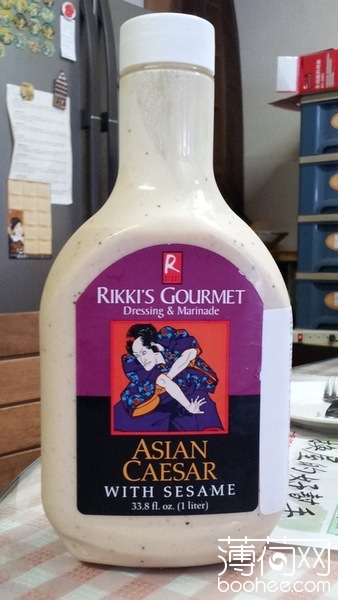 R
RIKKI'S GOURMET
Dressing & Marinade
ASIAN
CAESAR
WITH SESAME
33.8 fl. oz. (1 liter)
薄荷网
boohee.com